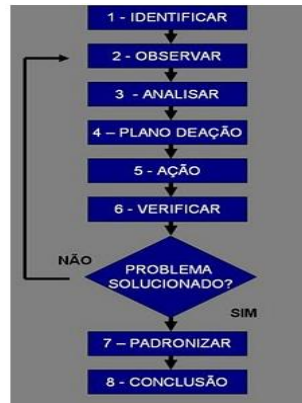 1 - IDENTIFICAR
2 - OBSERVAR
3 - ANALISAR
4 – PLANO DEAÇÃO
5 - AÇÃO
6 - VERIFICAR
NÃO
PROBLEMA
SOLUCIONADO?
SIM
7 – PADRONIZAR
8 - CONCLUSÃO